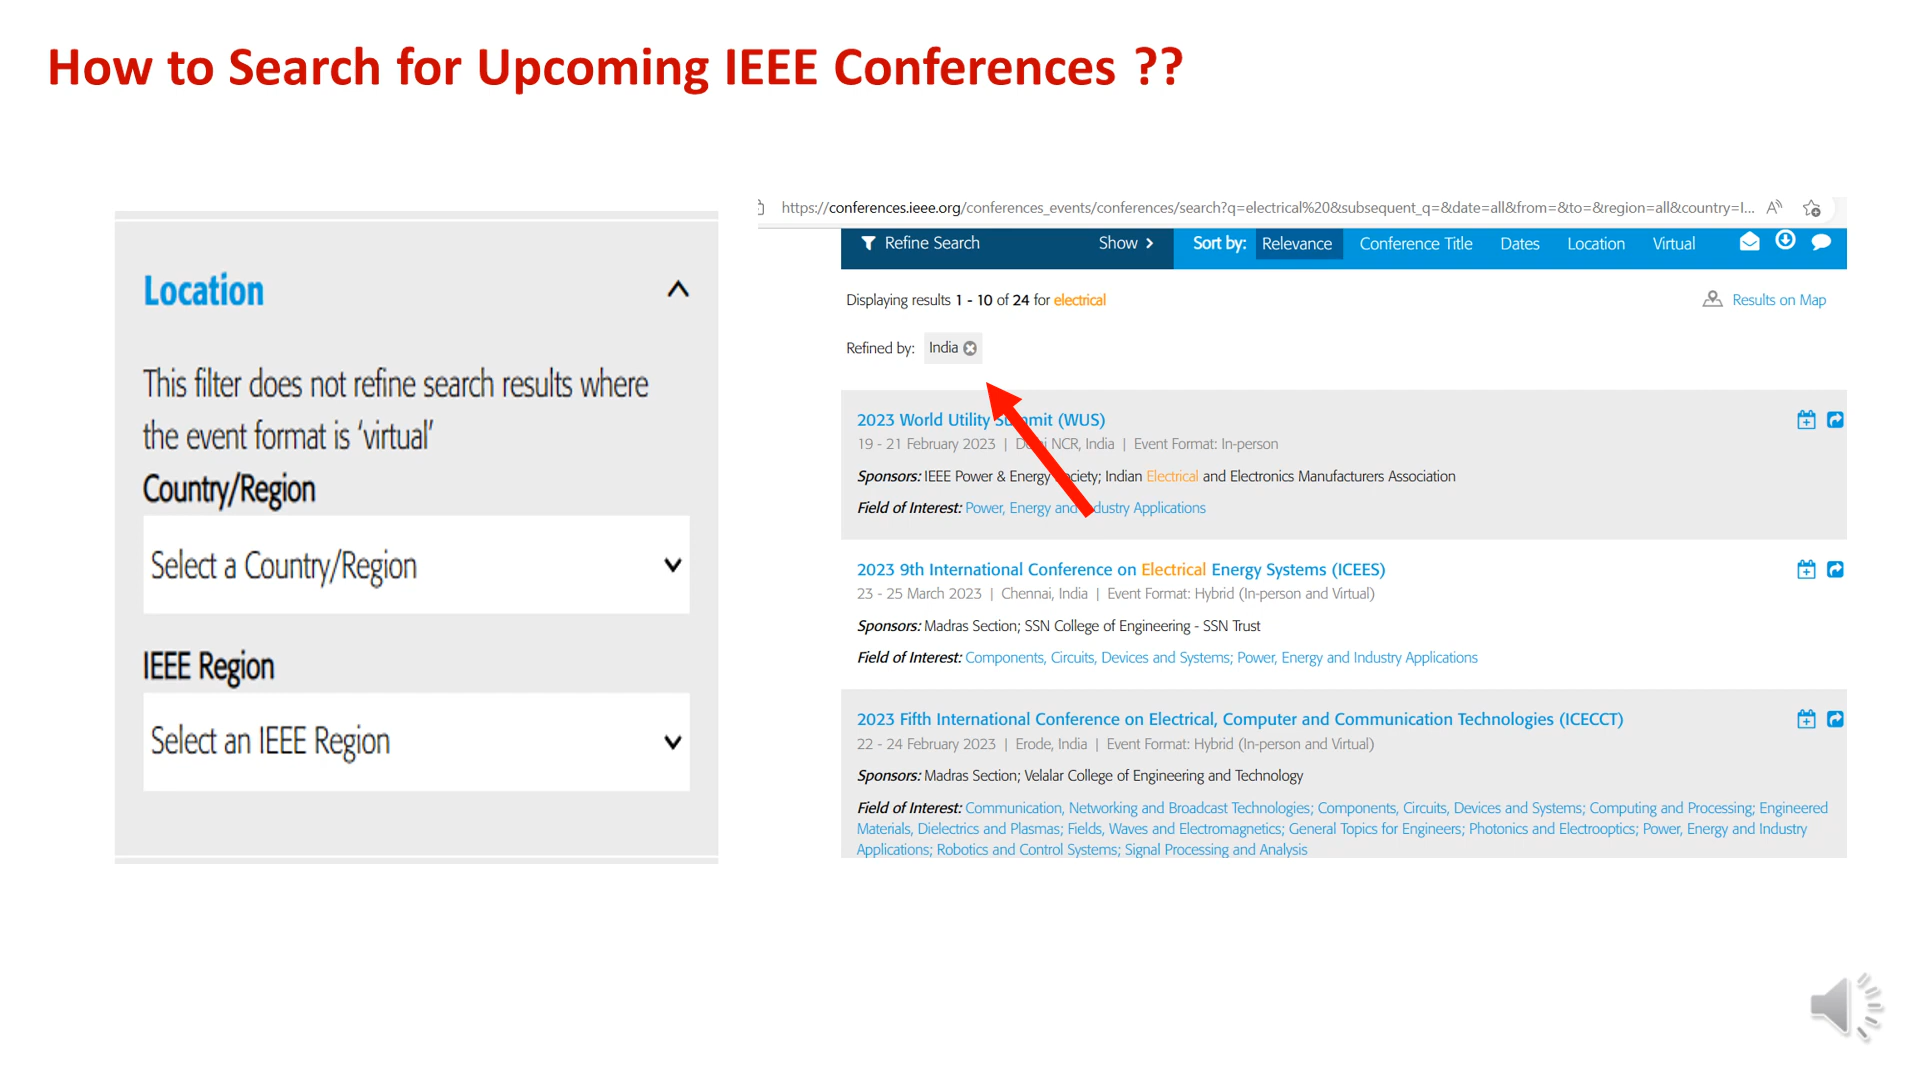 How to Search for Upcoming IEEE Conferences ??
Location
This filter does not refine search results where
the event format is ‘virtual’
Country/Region
Select a Country/Region
IEEE Region
Select an IEEE Region
https://conferences.ieee.org/conferences_events/conferences/search?q=electrical%20&subsequent_q=&date=all&from=&to=&region=all&country=I...
Refine Search Show Sort by: Relevance Conference Title Dates Location Virtual
Displaying results 1 - 10 of 24 for electrical Results on Map
Refined by: India
2023 World Utility Summit (WUS)
19 - 21 February 2023 | Delhi NCR, India | Event Format: In-person
Sponsors: IEEE Power & Energy Society; Indian Electrical and Electronics Manufacturers Association
Field of Interest: Power, Energy and Industry Applications
2023 9th International Conference on Electrical Energy Systems (ICEES)
23 - 25 March 2023 | Chennai, India | Event Format: Hybrid (In-person and Virtual)
Sponsors: Madras Section; SSN College of Engineering - SSN Trust
Field of Interest: Components, Circuits, Devices and Systems; Power, Energy and Industry Applications
2023 Fifth International Conference on Electrical, Computer and Communication Technologies (ICECCT)
22 - 24 February 2023 | Erode, India | Event Format: Hybrid (In-person and Virtual)
Sponsors: Madras Section; Velalar College of Engineering and Technology
Field of Interest: Communication, Networking and Broadcast Technologies; Components, Circuits, Devices and Systems; Computing and Processing; Engineered
Materials, Dielectrics and Plasmas; Fields, Waves and Electromagnetics; General Topics for Engineers; Photonics and Electrooptics; Power, Energy and Industry
Applications; Robotics and Control Systems; Signal Processing and Analysis